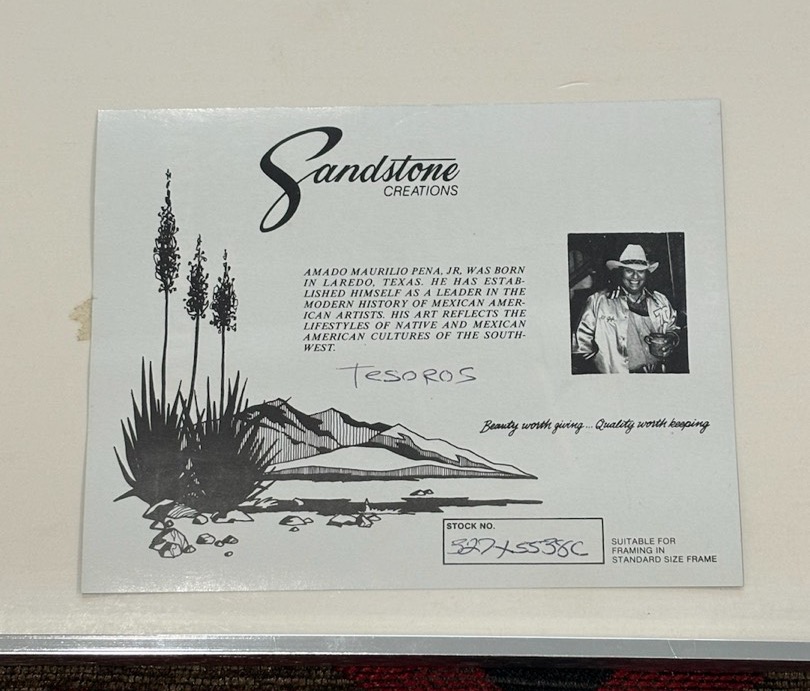 Sandstone
CREATIONS
AMADO MAURILIO PENA, JR. WAS BORN
IN LAREDO, TEXAS. HE HAS ESTAB-
LISHED HIMSELF AS A LEADER IN THE
MODERN HISTORY OF MEXICAN AMER-
ICAN ARTISTS. HIS ART REFLECTS THE
LIFESTYLES OF NATIVE AND MEXICAN
AMERICAN CULTURES OF THE SOUTH-
WEST.
TESOROS
Beauty worth giving... Quality worth keeping
STOCK NO.
SUITABLE FOR
FRAMING IN
STANDARD SIZE FRAME